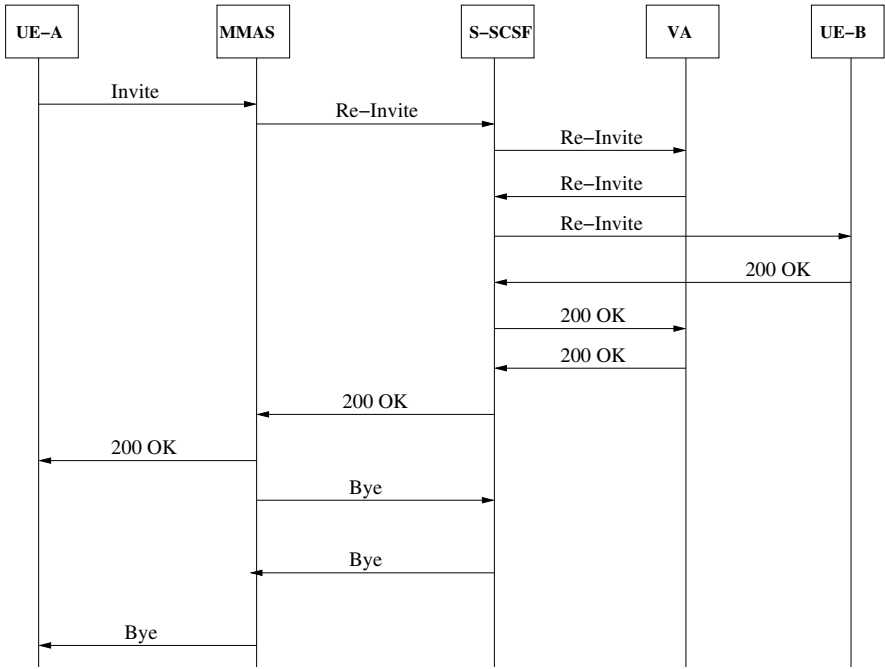 UE−A
MMAS
S−SCSF
VA
UE−B
Invite
Re−Invite
Re−Invite
Re−Invite
Re−Invite
200 OK
200 OK
200 OK
200 OK
200 OK
Bye
Bye
Bye